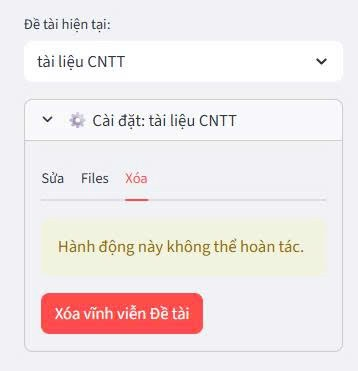 Đề tài hiện tại:
tài liệu CNTT
Cài đặt: tài liệu CNTT
Sửa Files Xóa
Hành động này không thể hoàn tác.
Xóa vĩnh viễn Đề tài